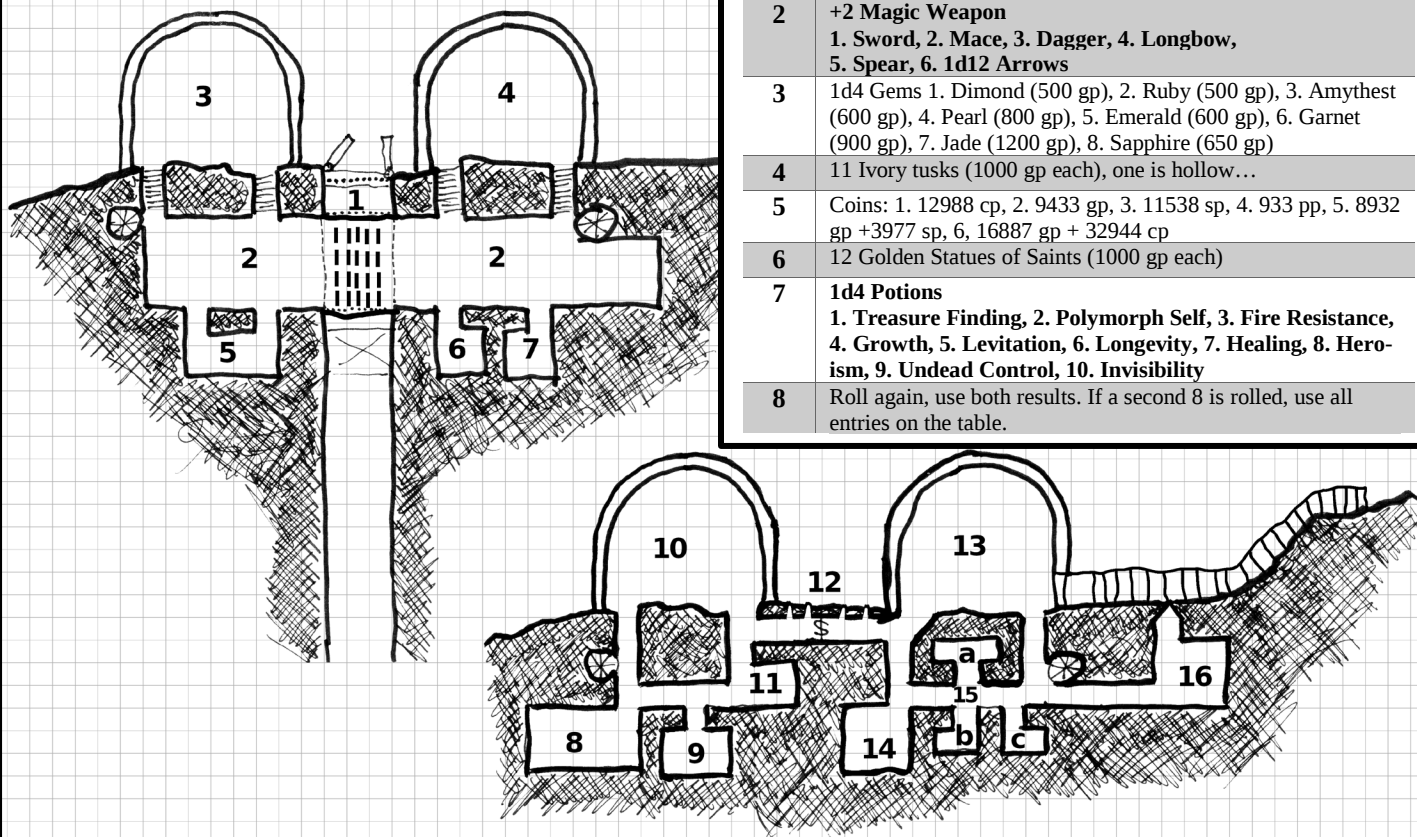 2 +2 Magic Weapon
1. Sword, 2. Mace, 3. Dagger, 4. Longbow,
5. Spear, 6. 1d12 Arrows
3 1d4 Gems 1. Dimond (500 gp), 2. Ruby (500 gp), 3. Amythest
(600 gp), 4. Pearl (800 gp), 5. Emerald (600 gp), 6. Garnet
(900 gp), 7. Jade (1200 gp), 8. Sapphire (650 gp)
4 11 Ivory tusks (1000 gp each), one is hollow…
5 Coins: 1. 12988 cp, 2. 9433 gp, 3. 11538 sp, 4. 933 pp, 5. 8932
gp +3977 sp, 6, 16887 gp + 32944 cp
6 12 Golden Statues of Saints (1000 gp each)
7 1d4 Potions
1. Treasure Finding, 2. Polymorph Self, 3. Fire Resistance,
4. Growth, 5. Levitation, 6. Longevity, 7. Healing, 8. Hero-
ism, 9. Undead Control, 10. Invisibility
8 Roll again, use both results. If a second 8 is rolled, use all
entries on the table.
3
4
1
2
2
5
6
7
10
13
12
a
11
15
16
8
9
14
b
c
S